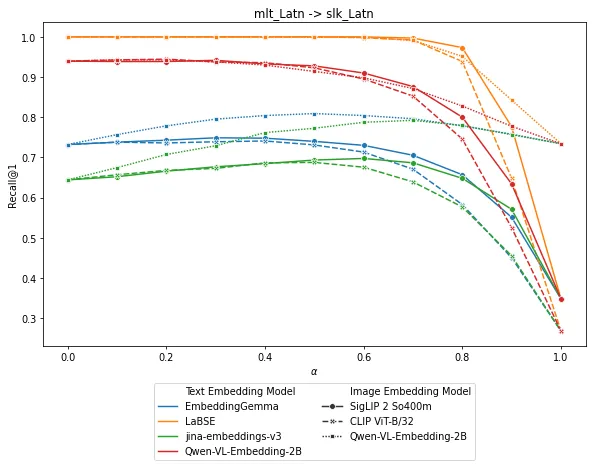 mlt_Latn -> slk_Latn
Recall@1
1.0
0.9
0.8
0.7
0.6
0.5
0.4
0.3
0.0 0.2 0.4 0.6 0.8 1.0
α
Text Embedding Model Image Embedding Model
EmbeddingGemma SigLIP 2 So400m
LaBSE CLIP ViT-B/32
jina-embeddings-v3 Qwen-VL-Embedding-2B
Qwen-VL-Embedding-2B